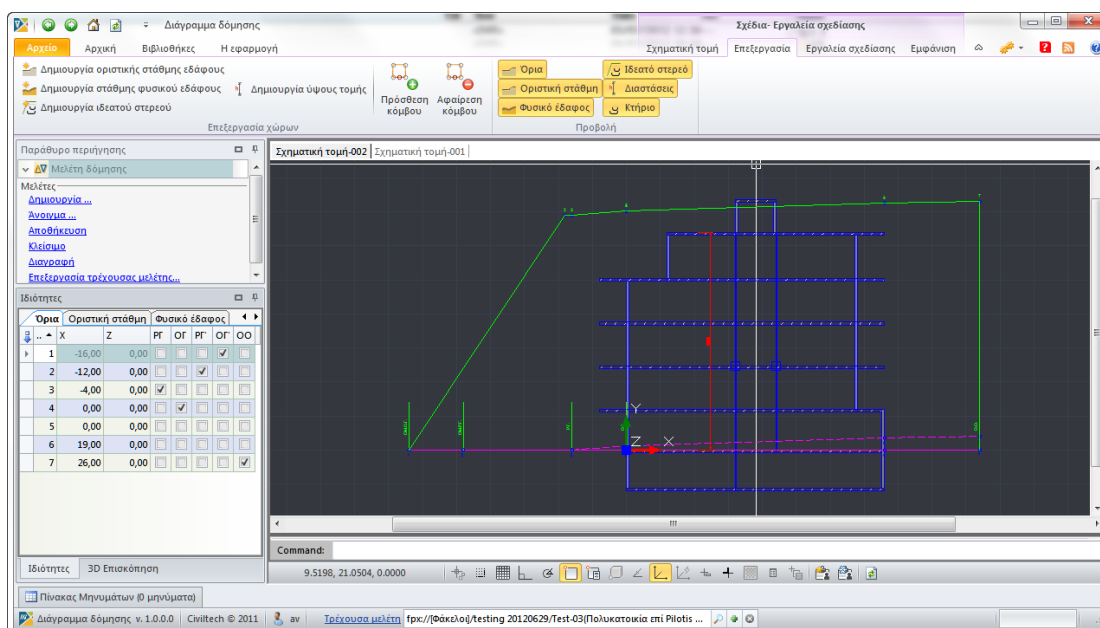 Διάγραμμα δόμησης
Σχέδια- Εργαλεία σχεδίασης
Αρχείο Αρχική Βιβλιοθήκες Η εφαρμογή Σχηματική τομή Επεξεργασία Εργαλεία σχεδίασης Εμφάνιση
Δημιουργία οριστικής στάθμης εδάφους
Δημιουργία στάθμης φυσικού εδάφους
Δημιουργία ιδεατού στερεού
Δημιουργία ύψους τομής
Πρόσθεση κόμβου
Αφαίρεση κόμβου
Επεξεργασία χώρων
Όρια
Οριστική στάθμη
Φυσικό έδαφος
Ιδεατό στερεό
Διαστάσεις
Κτήριο
Προβολή
Παράθυρο περιήγησης
Μελέτη δόμησης
Μελέτες
Δημιουργία ...
Άνοιγμα ...
Αποθήκευση
Κλείσιμο
Διαγραφή
Επεξεργασία τρέχουσας μελέτης...
Ιδιότητες
Όρια Οριστική στάθμη Φυσικό έδαφος
.. X Z ΡΓ ΟΓ ΡΓ' ΟΓ' ΟΟ
1 -16,00 0,00
2 -12,00 0,00
3 -4,00 0,00
4 0,00 0,00
5 0,00 0,00
6 19,00 0,00
7 26,00 0,00
Ιδιότητες 3D Επισκόπηση
Σχηματική τομή-002 Σχηματική τομή-001
Y
Z X
Command:
9.5198, 21.0504, 0.0000
Πίνακας Μηνυμάτων (0 μηνύματα)
Διάγραμμα δόμησης v. 1.0.0.0 Civiltech © 2011 av Τρέχουσα μελέτη fpx://[Φάκελοι]/testing 20120629/Test-03(Πολυκατοικία επί Pilotis ...